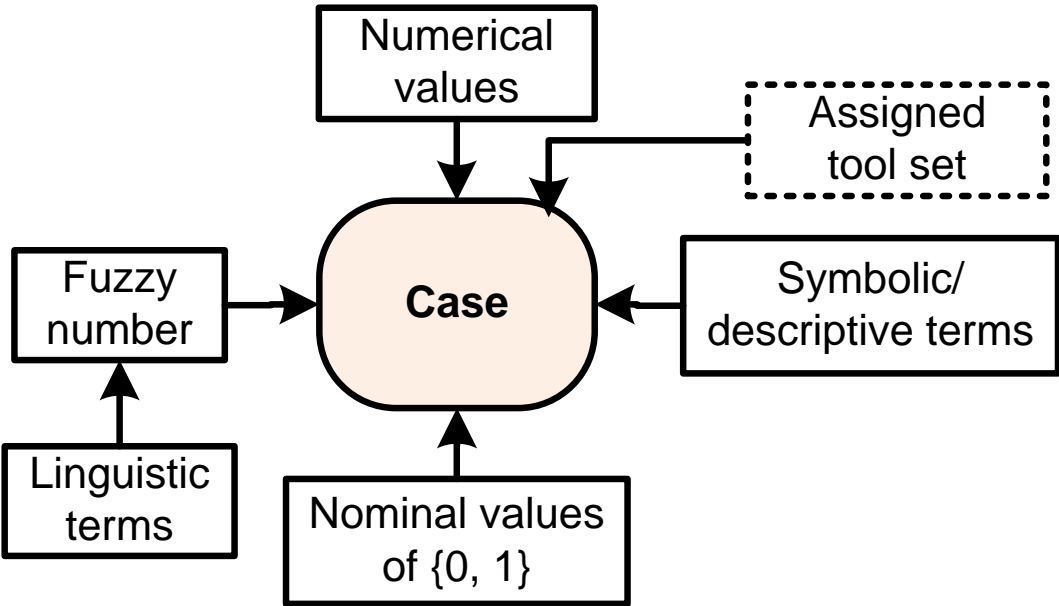 Numerical
values
Assigned
tool set
Fuzzy
number
Case
Symbolic/
descriptive terms
Linguistic
terms
Nominal values
of {0, 1}